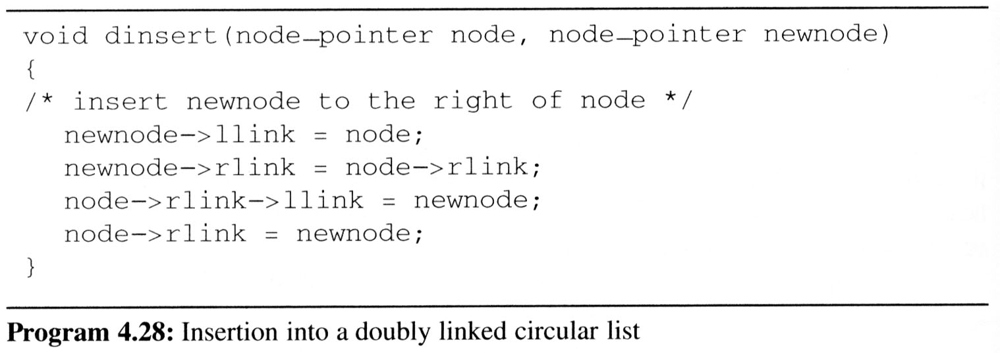 void dinsert(node_pointer node, node_pointer newnode)
{
/* insert newnode to the right of node */
newnode->llink = node;
newnode->rlink = node->rlink;
node->rlink->llink = newnode;
node->rlink = newnode;
}
Program 4.28: Insertion into a doubly linked circular list